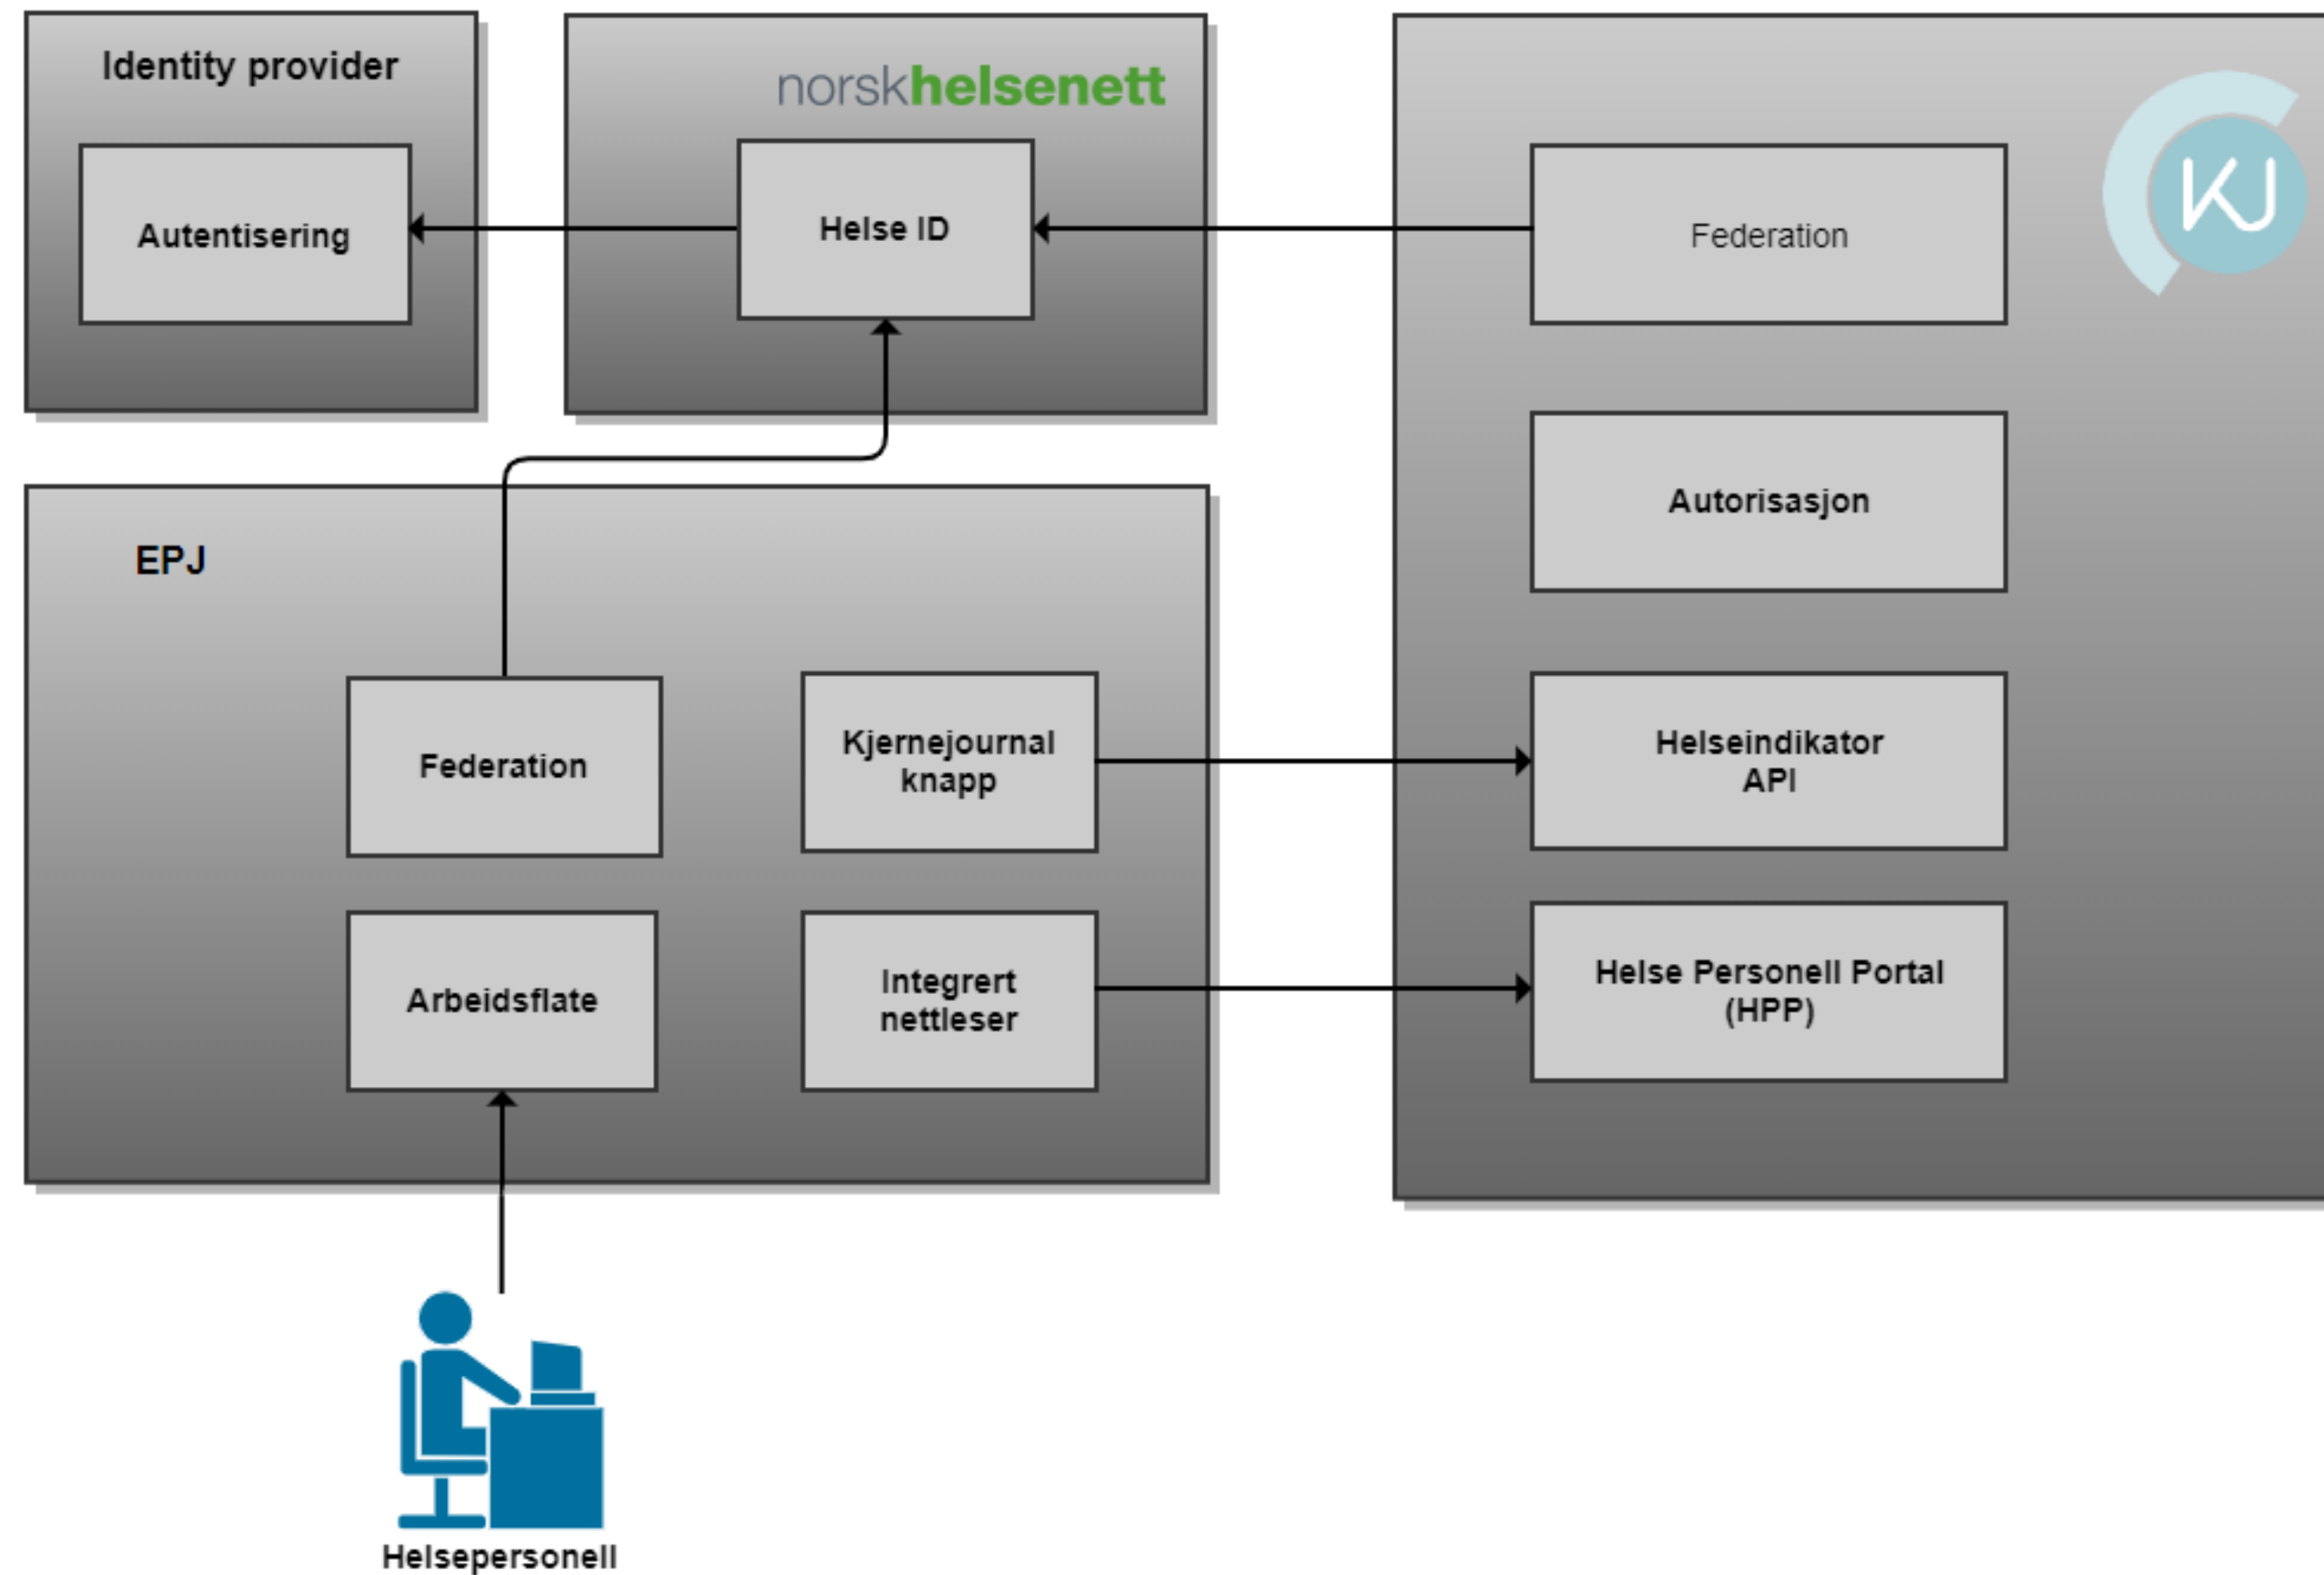 Identity provider
Autentisering
norskhelsenett
Helse ID
KJ
Federation
Autorisasjon
EPJ
Federation
Kjernejournal
knapp
Helseindikator
API
Arbeidsflate
Integrert
nettleser
Helse Personell Portal
(HPP)
Helsepersonell